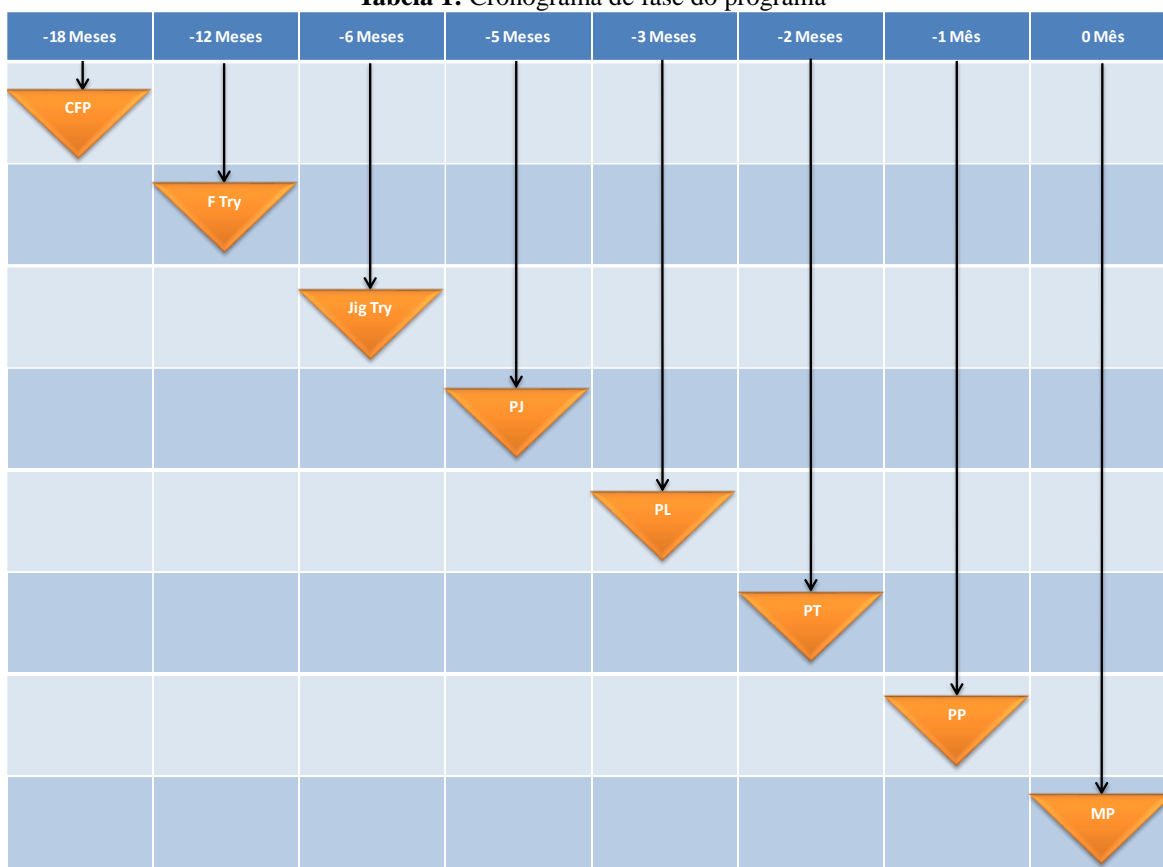 Tabela 1: Cronograma de fase do programa
-18 Meses -12 Meses -6 Meses -5 Meses -3 Meses -2 Meses -1 Mês 0 Mês
CFP
F Try
Jig Try
PJ
PL
PT
PP
MP